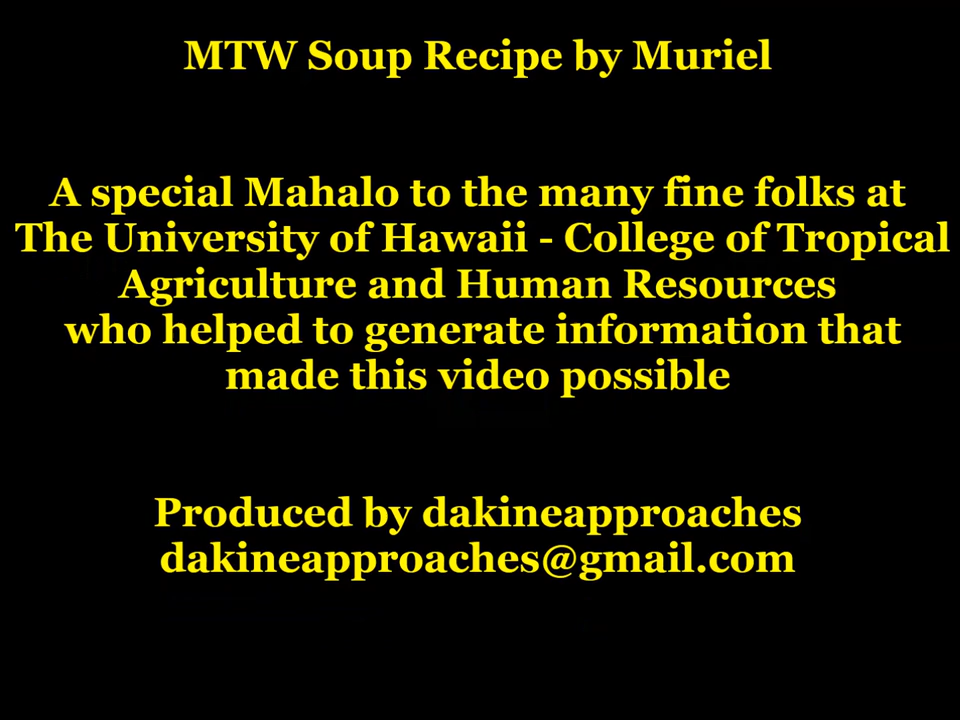 MTW Soup Recipe by Muriel
A special Mahalo to the many fine folks at
The University of Hawaii - College of Tropical
Agriculture and Human Resources
who helped to generate information that
made this video possible
Produced by dakineapproaches
dakineapproaches@gmail.com